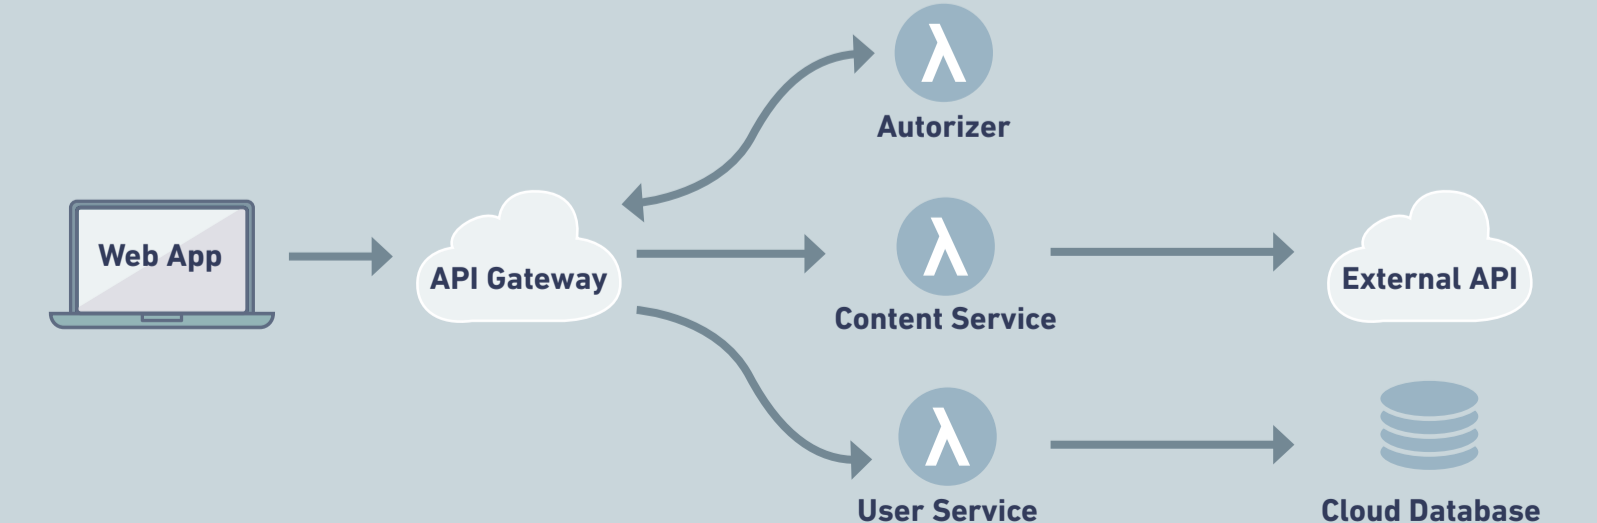 λ
Autorizer
Web App
API Gateway
λ
Content Service
External API
λ
User Service
Cloud Database